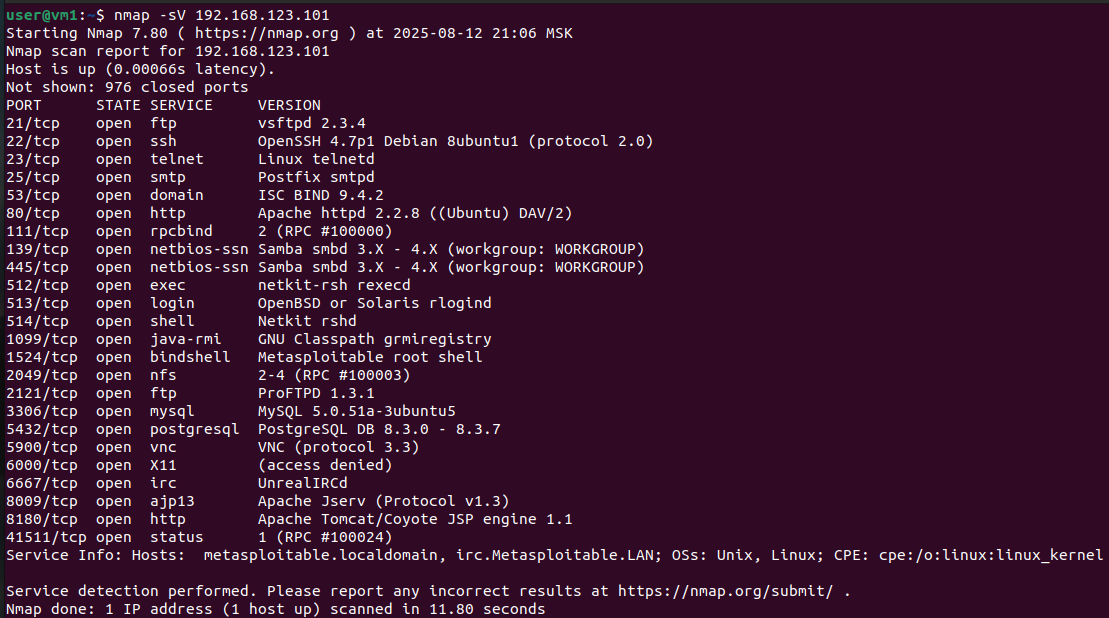 user@vm1:~$ nmap -sV 192.168.123.101
Starting Nmap 7.80 ( https://nmap.org ) at 2025-08-12 21:06 MSK
Nmap scan report for 192.168.123.101
Host is up (0.00066s latency).
Not shown: 976 closed ports
PORT      STATE SERVICE     VERSION
21/tcp    open  ftp         vsftpd 2.3.4
22/tcp    open  ssh         OpenSSH 4.7p1 Debian 8ubuntu1 (protocol 2.0)
23/tcp    open  telnet      Linux telnetd
25/tcp    open  smtp        Postfix smtpd
53/tcp    open  domain      ISC BIND 9.4.2
80/tcp    open  http        Apache httpd 2.2.8 ((Ubuntu) DAV/2)
111/tcp   open  rpcbind     2 (RPC #100000)
139/tcp   open  netbios-ssn Samba smbd 3.X - 4.X (workgroup: WORKGROUP)
445/tcp   open  netbios-ssn Samba smbd 3.X - 4.X (workgroup: WORKGROUP)
512/tcp   open  exec        netkit-rsh rexecd
513/tcp   open  login       OpenBSD or Solaris rlogind
514/tcp   open  shell       Netkit rshd
1099/tcp  open  java-rmi    GNU Classpath grmiregistry
1524/tcp  open  bindshell   Metasploitable root shell
2049/tcp  open  nfs         2-4 (RPC #100003)
2121/tcp  open  ftp         ProFTPD 1.3.1
3306/tcp  open  mysql       MySQL 5.0.51a-3ubuntu5
5432/tcp  open  postgresql  PostgreSQL DB 8.3.0 - 8.3.7
5900/tcp  open  vnc         VNC (protocol 3.3)
6000/tcp  open  X11         (access denied)
6667/tcp  open  irc         UnrealIRCd
8009/tcp  open  ajp13       Apache Jserv (Protocol v1.3)
8180/tcp  open  http        Apache Tomcat/Coyote JSP engine 1.1
41511/tcp open  status      1 (RPC #100024)
Service Info: Hosts:  metasploitable.localdomain, irc.Metasploitable.LAN; OSs: Unix, Linux; CPE: cpe:/o:linux:linux_kernel
Service detection performed. Please report any incorrect results at https://nmap.org/submit/ .
Nmap done: 1 IP address (1 host up) scanned in 11.80 seconds